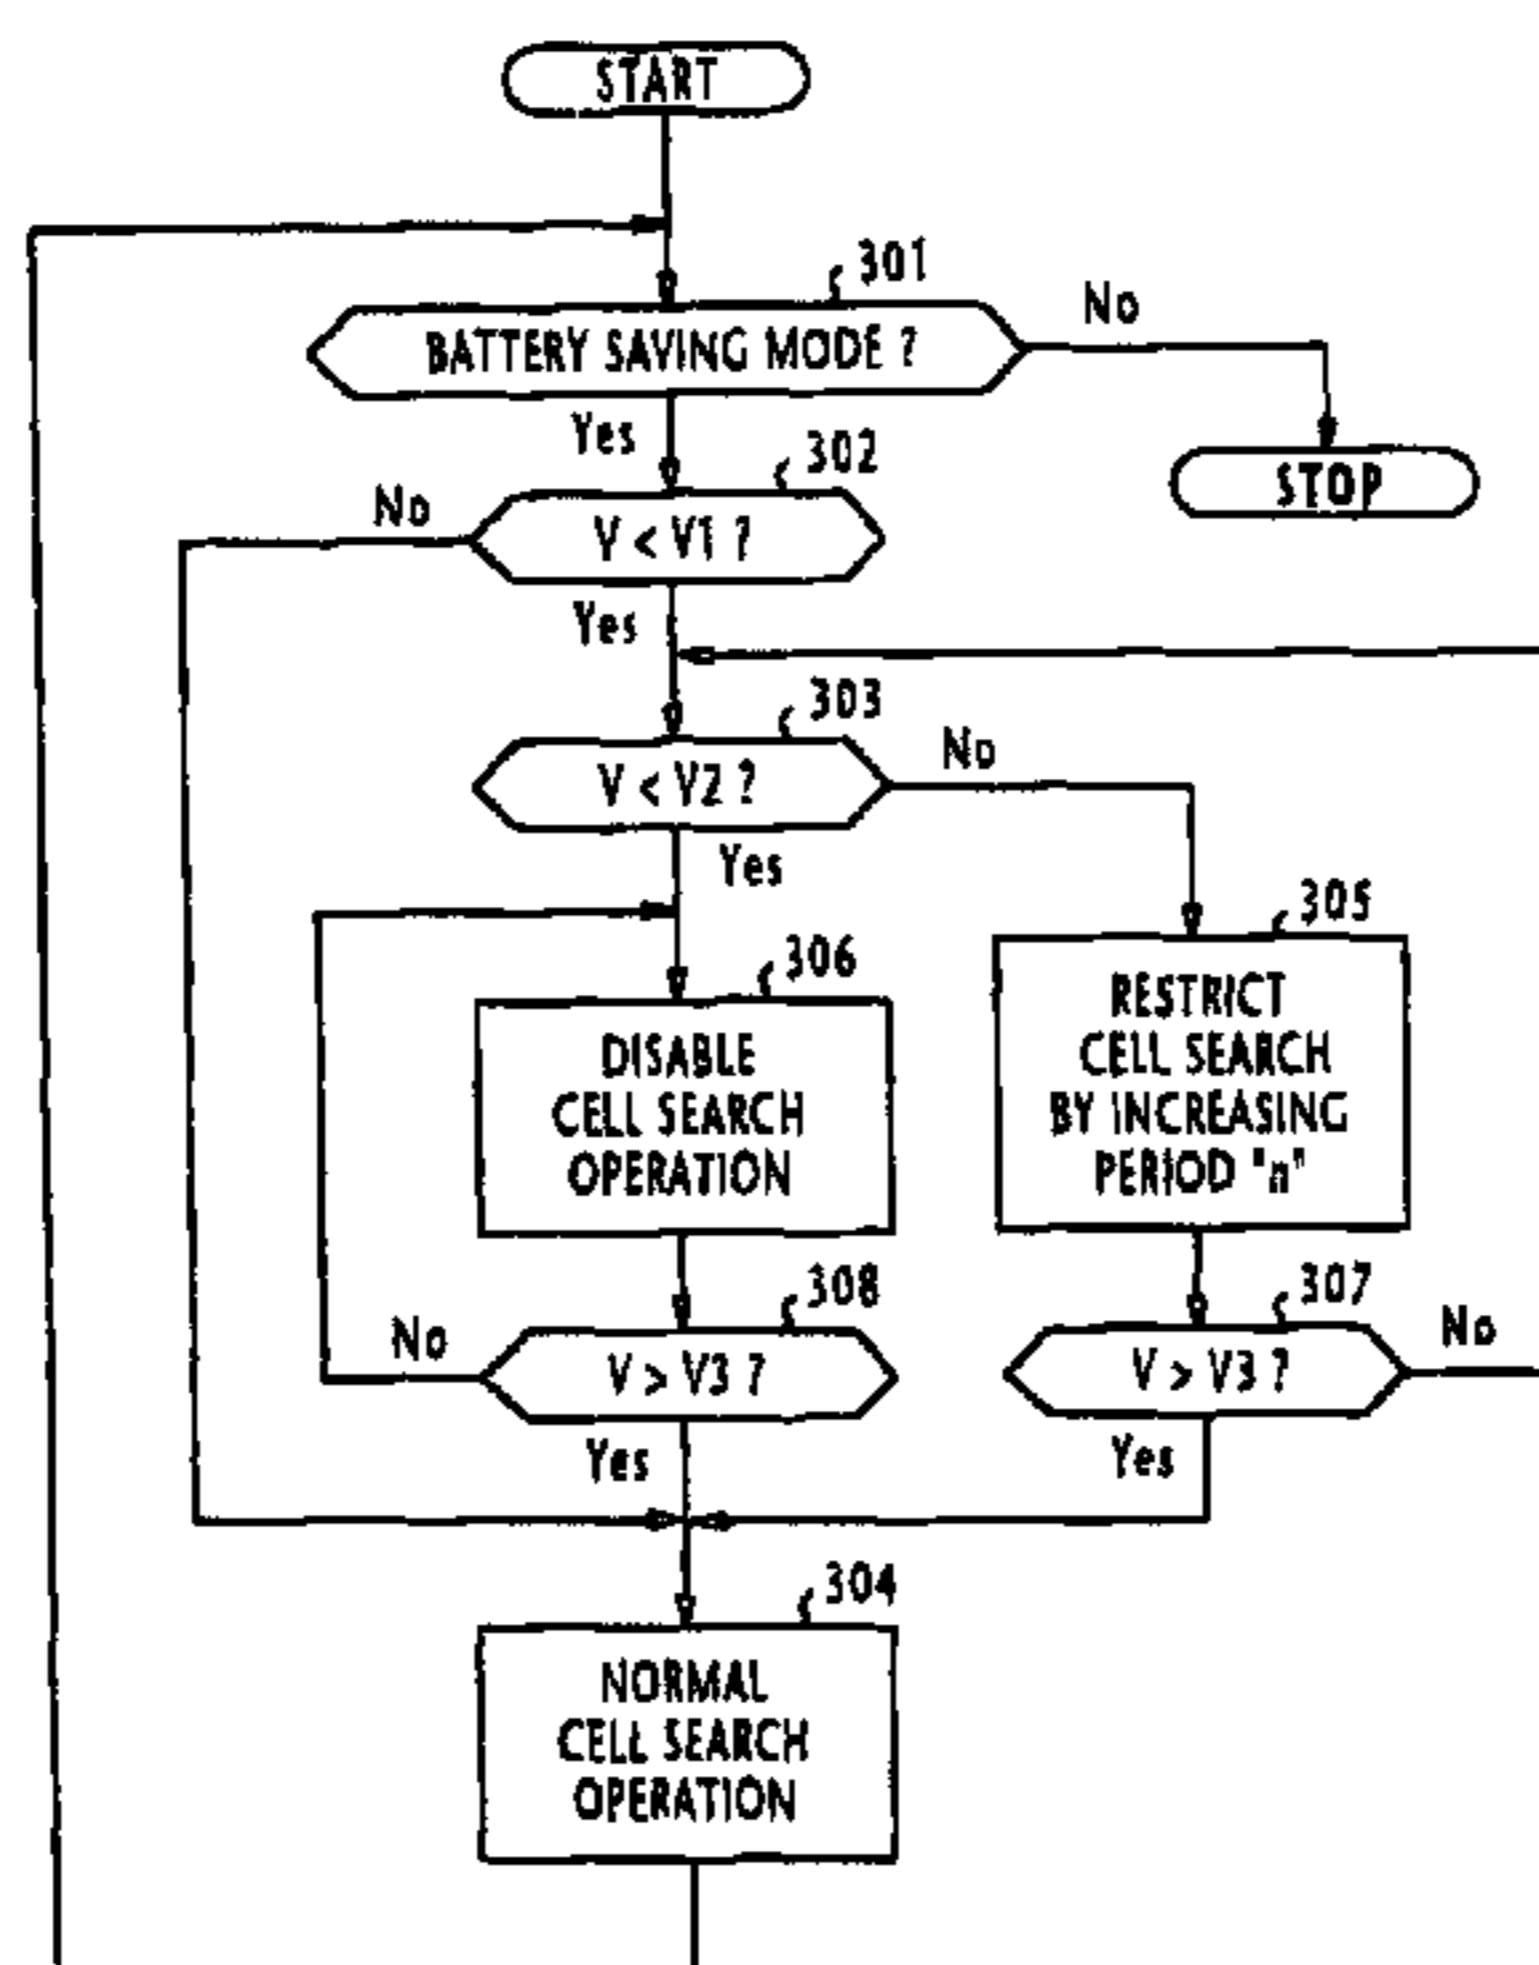 START
301
BATTERY SAVING MODE ?
No
Yes
STOP
302
No
V < V1 ?
Yes
303
V < V2 ?
No
Yes
305
306
RESTRICT
CELL SEARCH
BY INCREASING
PERIOD "n"
DISABLE
CELL SEARCH
OPERATION
308
307
No
V > V3 ?
V > V3 ?
No
Yes
Yes
304
NORMAL
CELL SEARCH
OPERATION